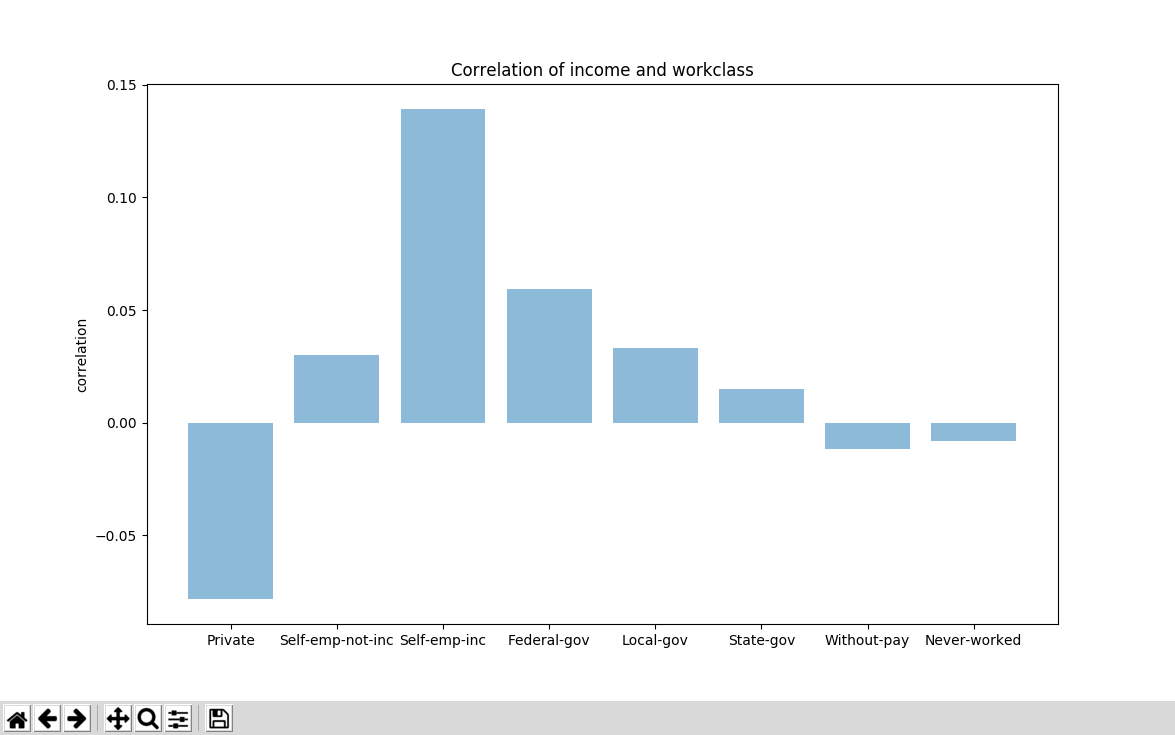 Correlation of income and workclass
0.15
0.10
0.05
0.00
−0.05
correlation
Private Self-emp-not-inc Self-emp-inc Federal-gov Local-gov State-gov Without-pay Never-worked